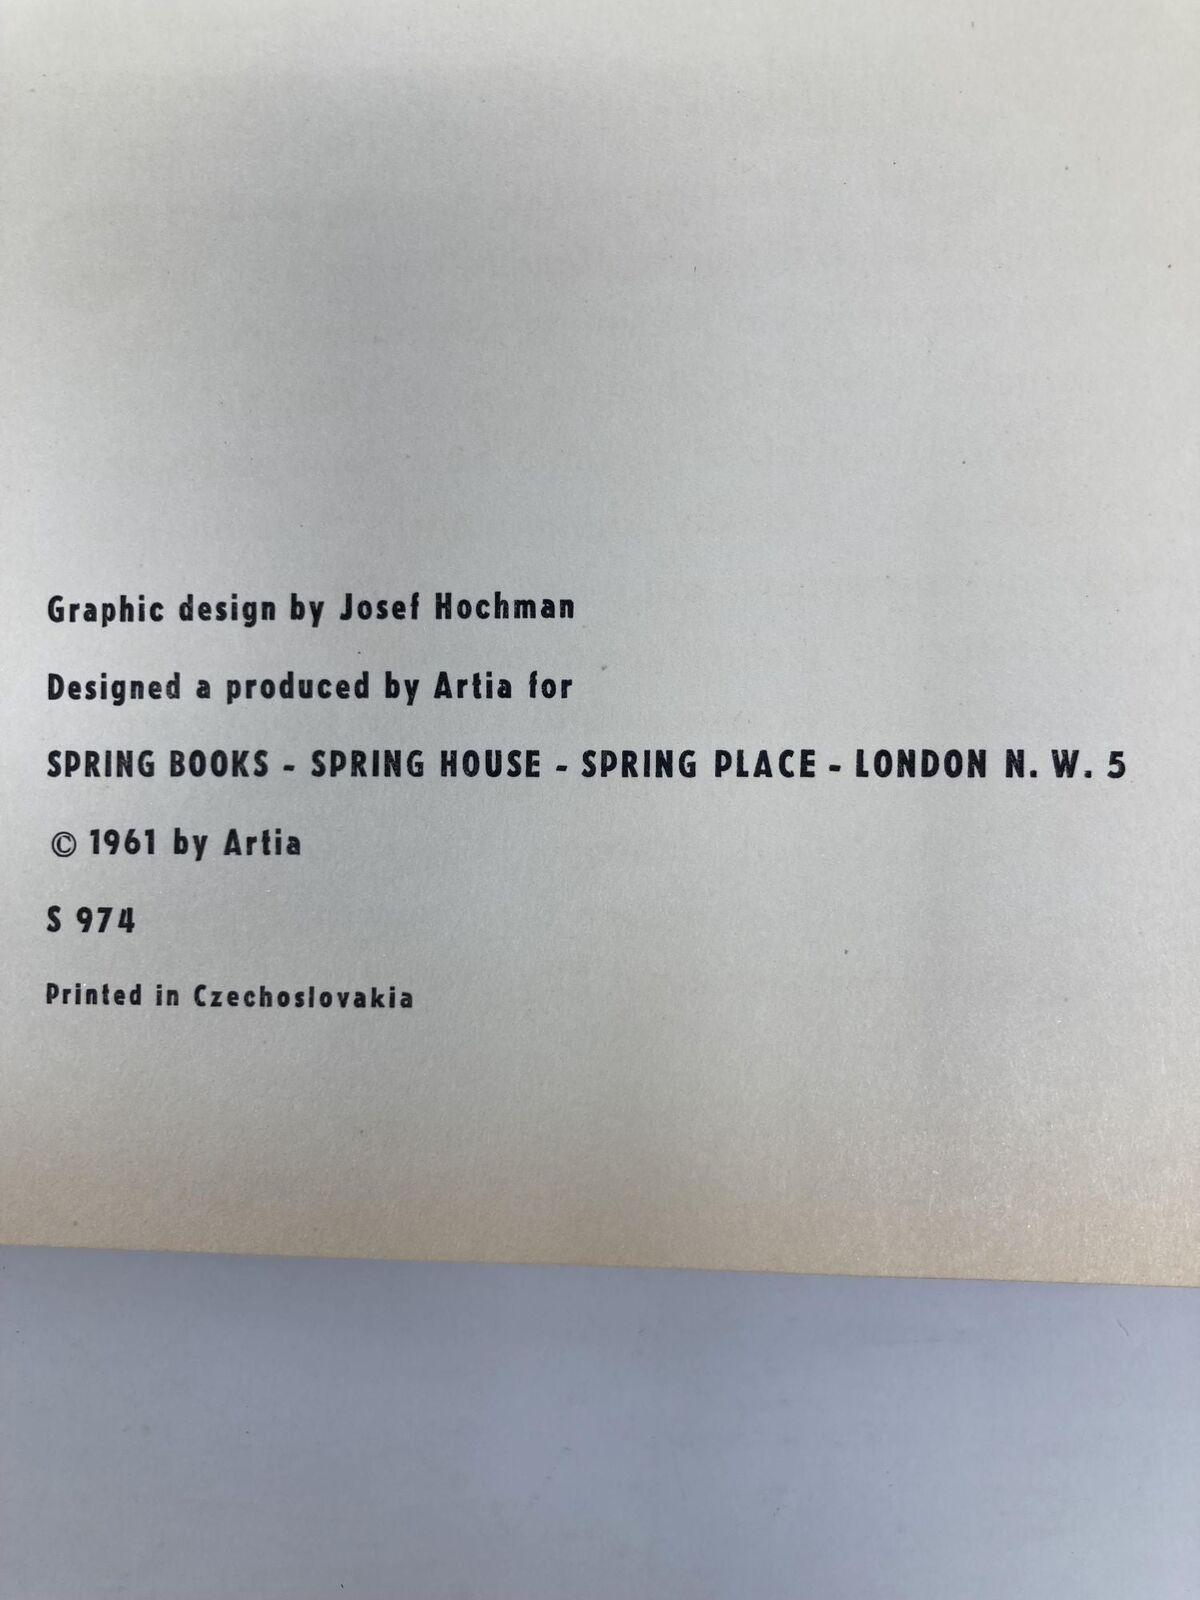 Graphic design by Josef Hochman
Designed a produced by Artia for
SPRING BOOKS - SPRING HOUSE - SPRING PLACE - LONDON N. W. 5
© 1961 by Artia
S 974
Printed in Czechoslovakia